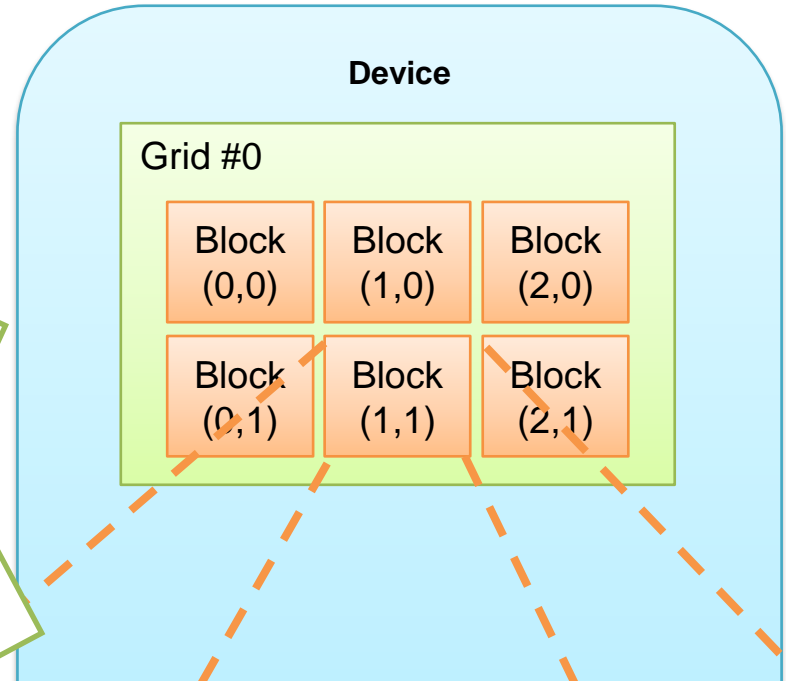 Device
Grid #0
Block
(0,0)
Block
(1,0)
Block
(2,0)
Block
(0,1)
Block
(1,1)
Block
(2,1)